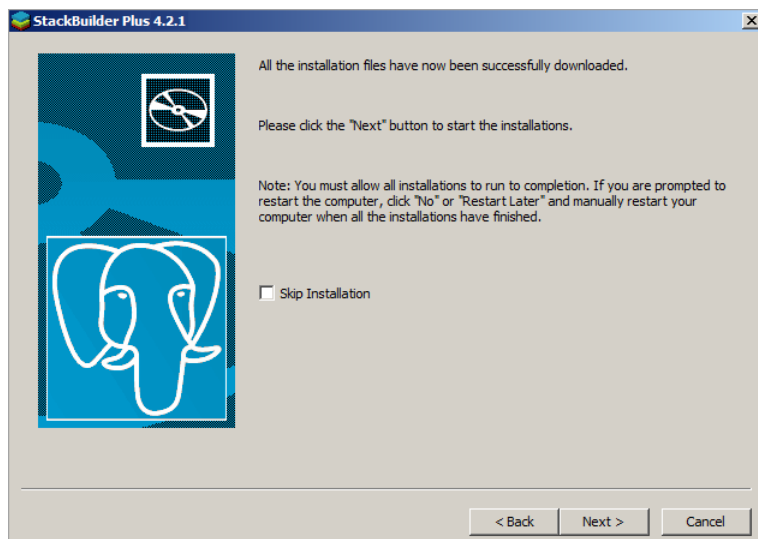 StackBuilder Plus 4.2.1
All the installation files have now been successfully downloaded.
Please click the "Next" button to start the installations.
Note: You must allow all installations to run to completion. If you are prompted to
restart the computer, click "No" or "Restart Later" and manually restart your
computer when all the installations have finished.
Skip Installation
< Back
Next >
Cancel